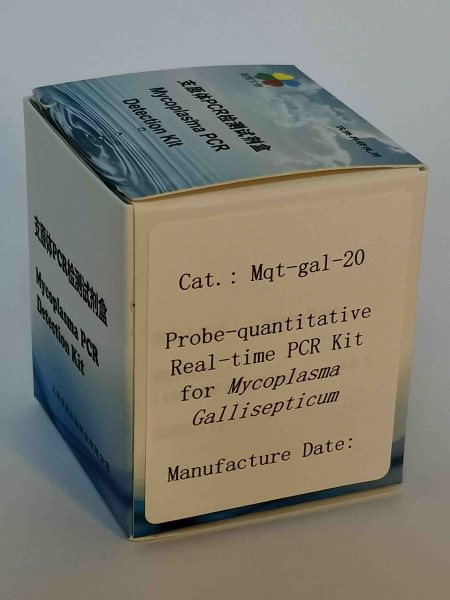 支原体PCR检测试剂盒
Mycoplasma PCR
Detection Kit
支原体PCR检测试剂盒
Mycoplasma PCR
Detection Kit
Cat.: Mqt-gal-20
Probe-quantitative
Real-time PCR Kit
for Mycoplasma
Gallisepticum
Manufacture Date: